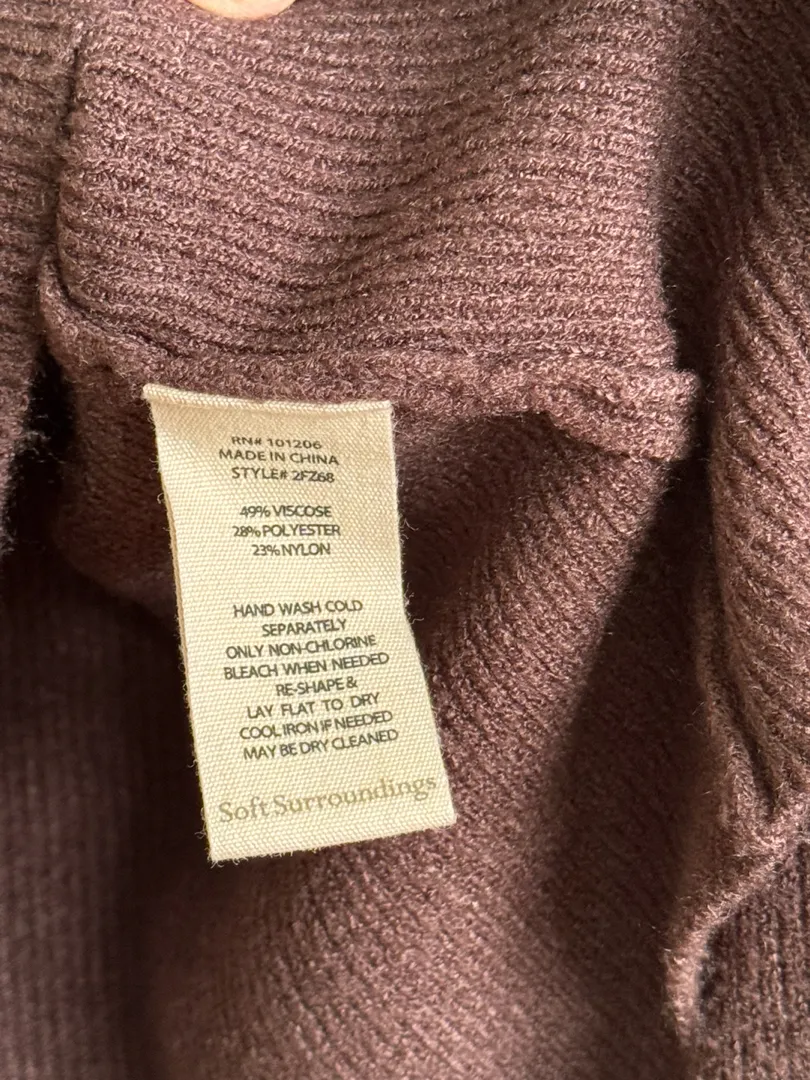 RN# 101206
MADE IN CHINA
STYLE# 2FZ68
49% VISCOSE
28% POLYESTER
23% NYLON
HAND WASH COLD
SEPARATELY
ONLY NON-CHLORINE
BLEACH WHEN NEEDED
RE-SHAPE &
LAY FLAT TO DRY
COOL IRON IF NEEDED
MAY BE DRY CLEANED
Soft Surroundings